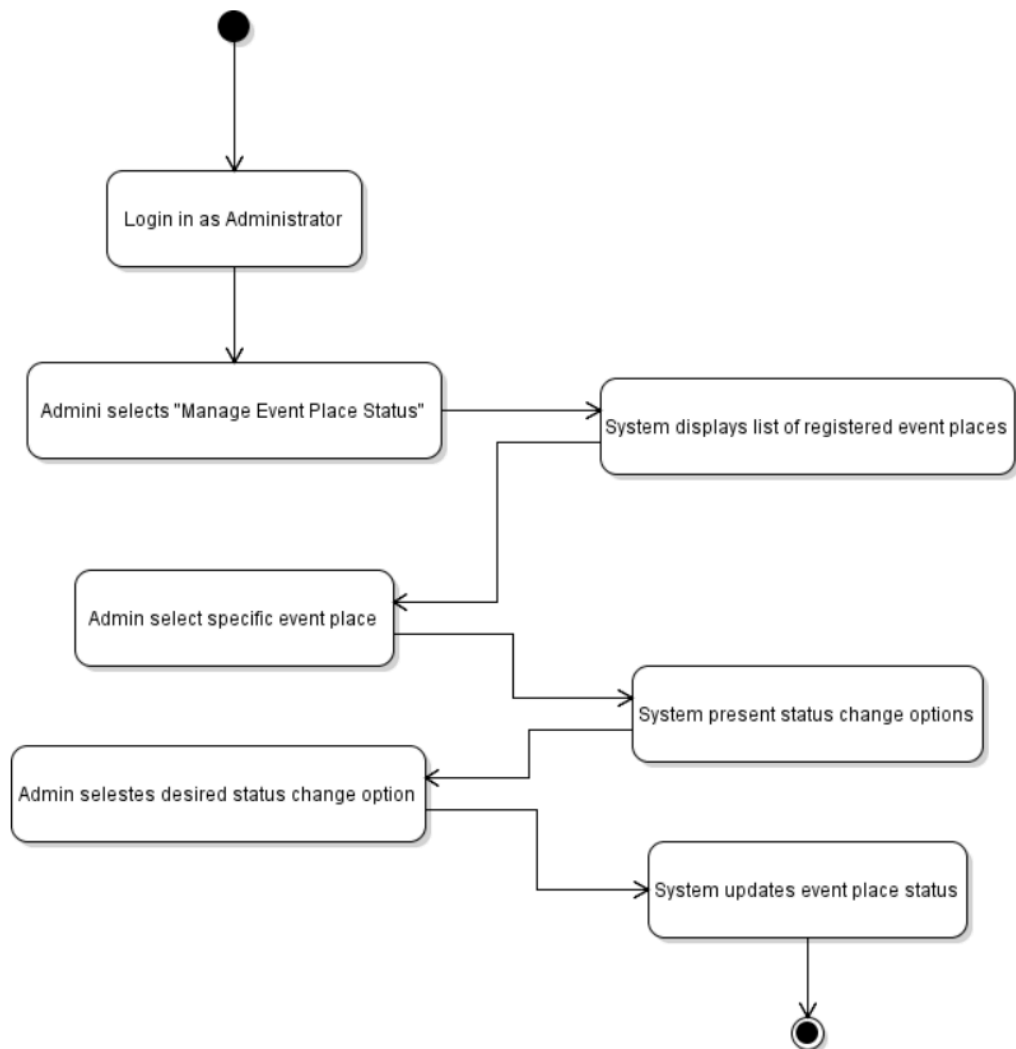 Login in as Administrator
Admini selects "Manage Event Place Status"
System displays list of registered event places
Admin select specific event place
System present status change options
Admin selestes desired status change option
System updates event place status